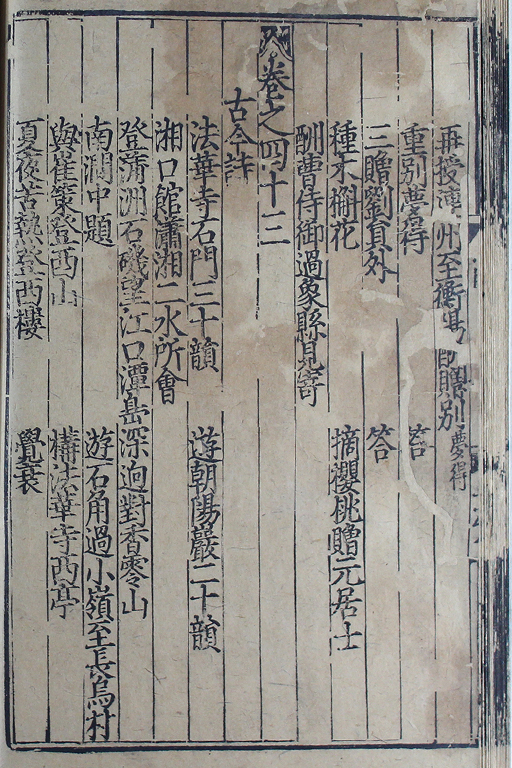 再授連州至衡陽 贈別夢得
重別夢得 答
三贈劉員外 答
種木槲花 摘櫻桃贈元居士
酬曹侍御過象縣見寄
卷之四十三
古今詩
法華寺石門三十韻 遊朝陽巖二十韻
湘口館瀟湘二水所會
登蒲洲石磯望江口潭島深逈對香零山
南澗中題 遊石角過小嶺至長烏村
與崔策登西山 構法華寺西亭
夏夜苦熱登西樓 覺衰